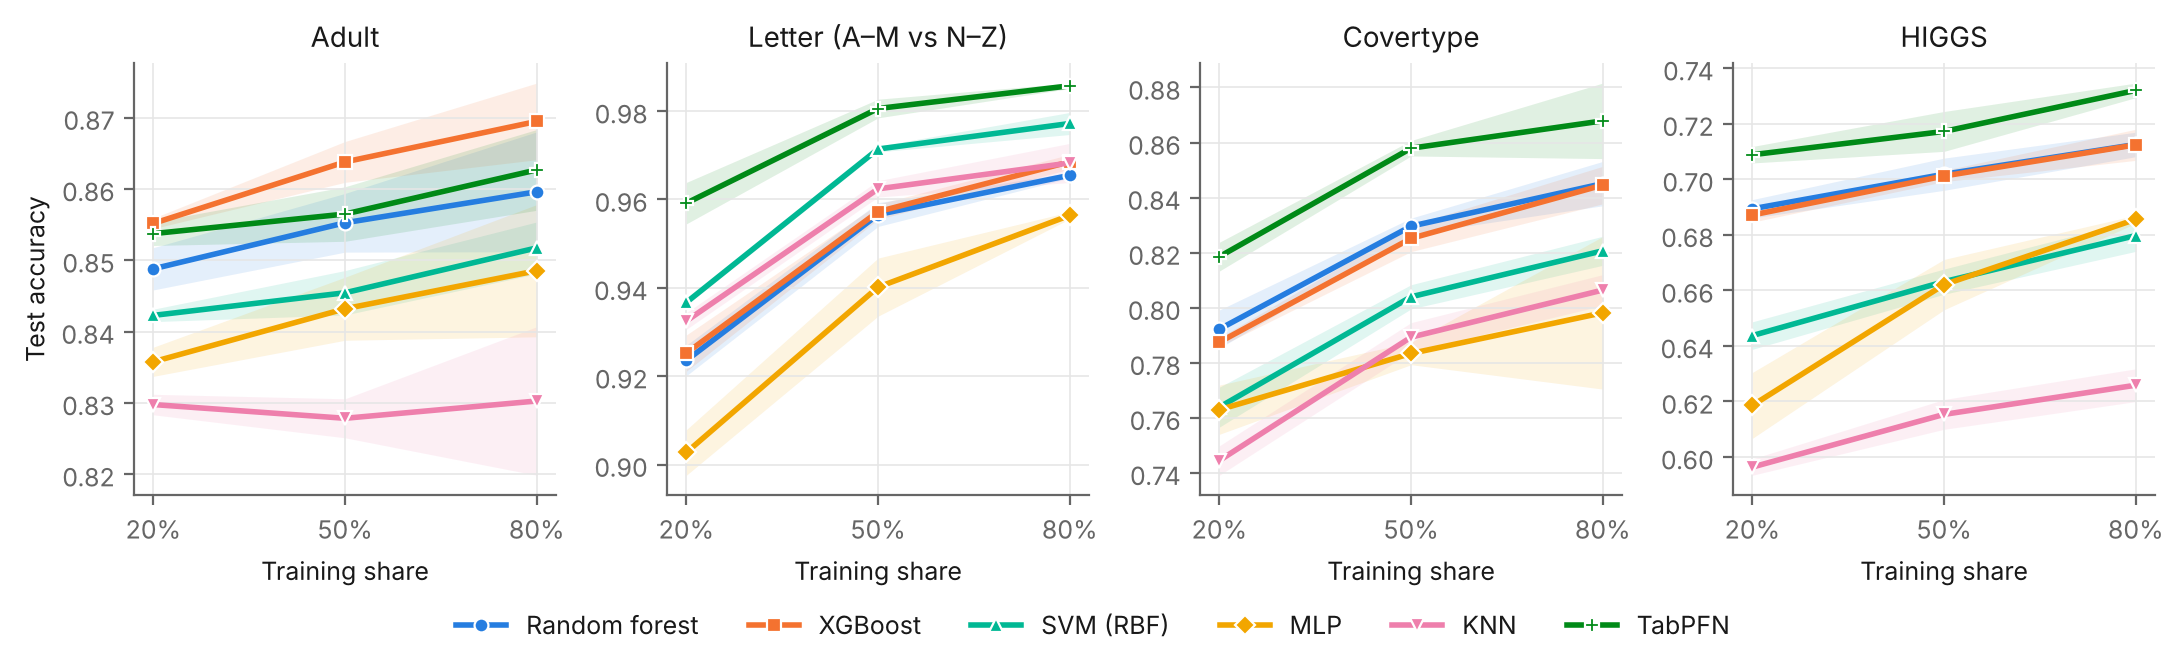 Adult
Letter (A–M vs N–Z)
Covertype
HIGGS
Test accuracy
0.87
0.86
0.85
0.84
0.83
0.82
20%
50%
80%
Training share
0.98
0.96
0.94
0.92
0.90
20%
50%
80%
Training share
0.88
0.86
0.84
0.82
0.80
0.78
0.76
0.74
20%
50%
80%
Training share
0.74
0.72
0.70
0.68
0.66
0.64
0.62
0.60
20%
50%
80%
Training share
Random forest
XGBoost
SVM (RBF)
MLP
KNN
TabPFN